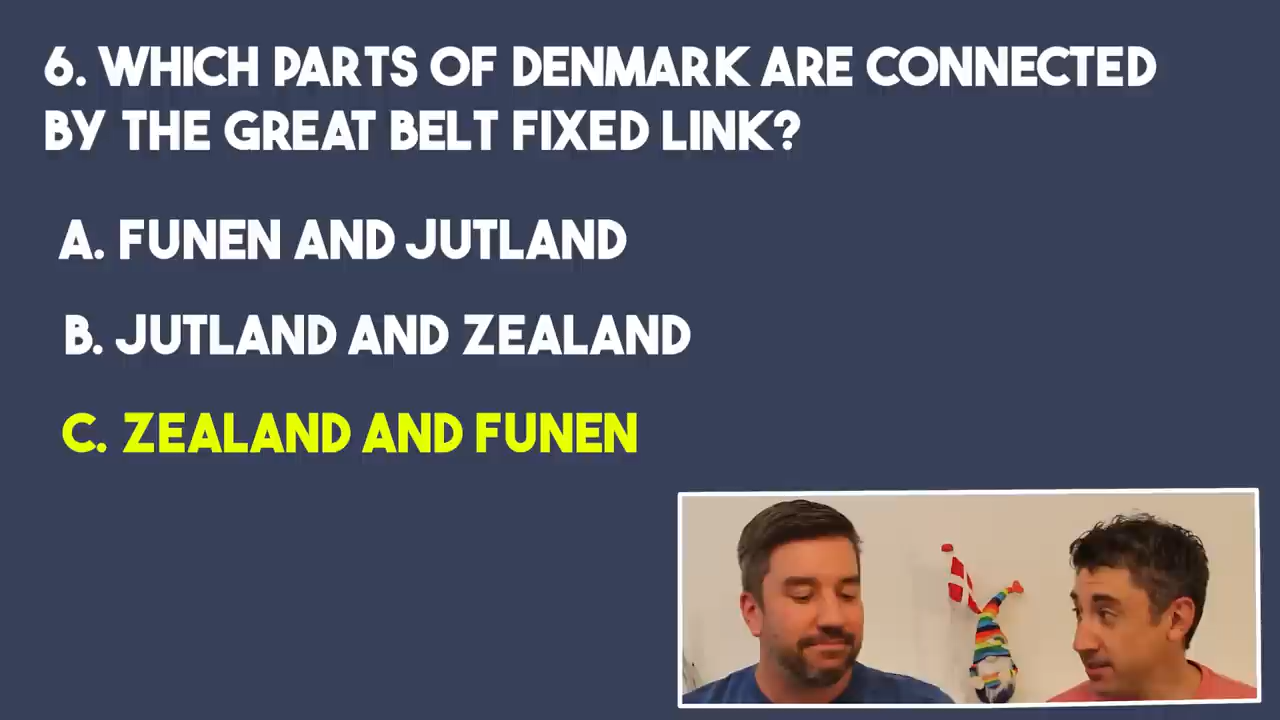 6. WHICH PARTS OF DENMARK ARE CONNECTED
BY THE GREAT BELT FIXED LINK?
A. FUNEN AND JUTLAND
B. JUTLAND AND ZEALAND
C. ZEALAND AND FUNEN